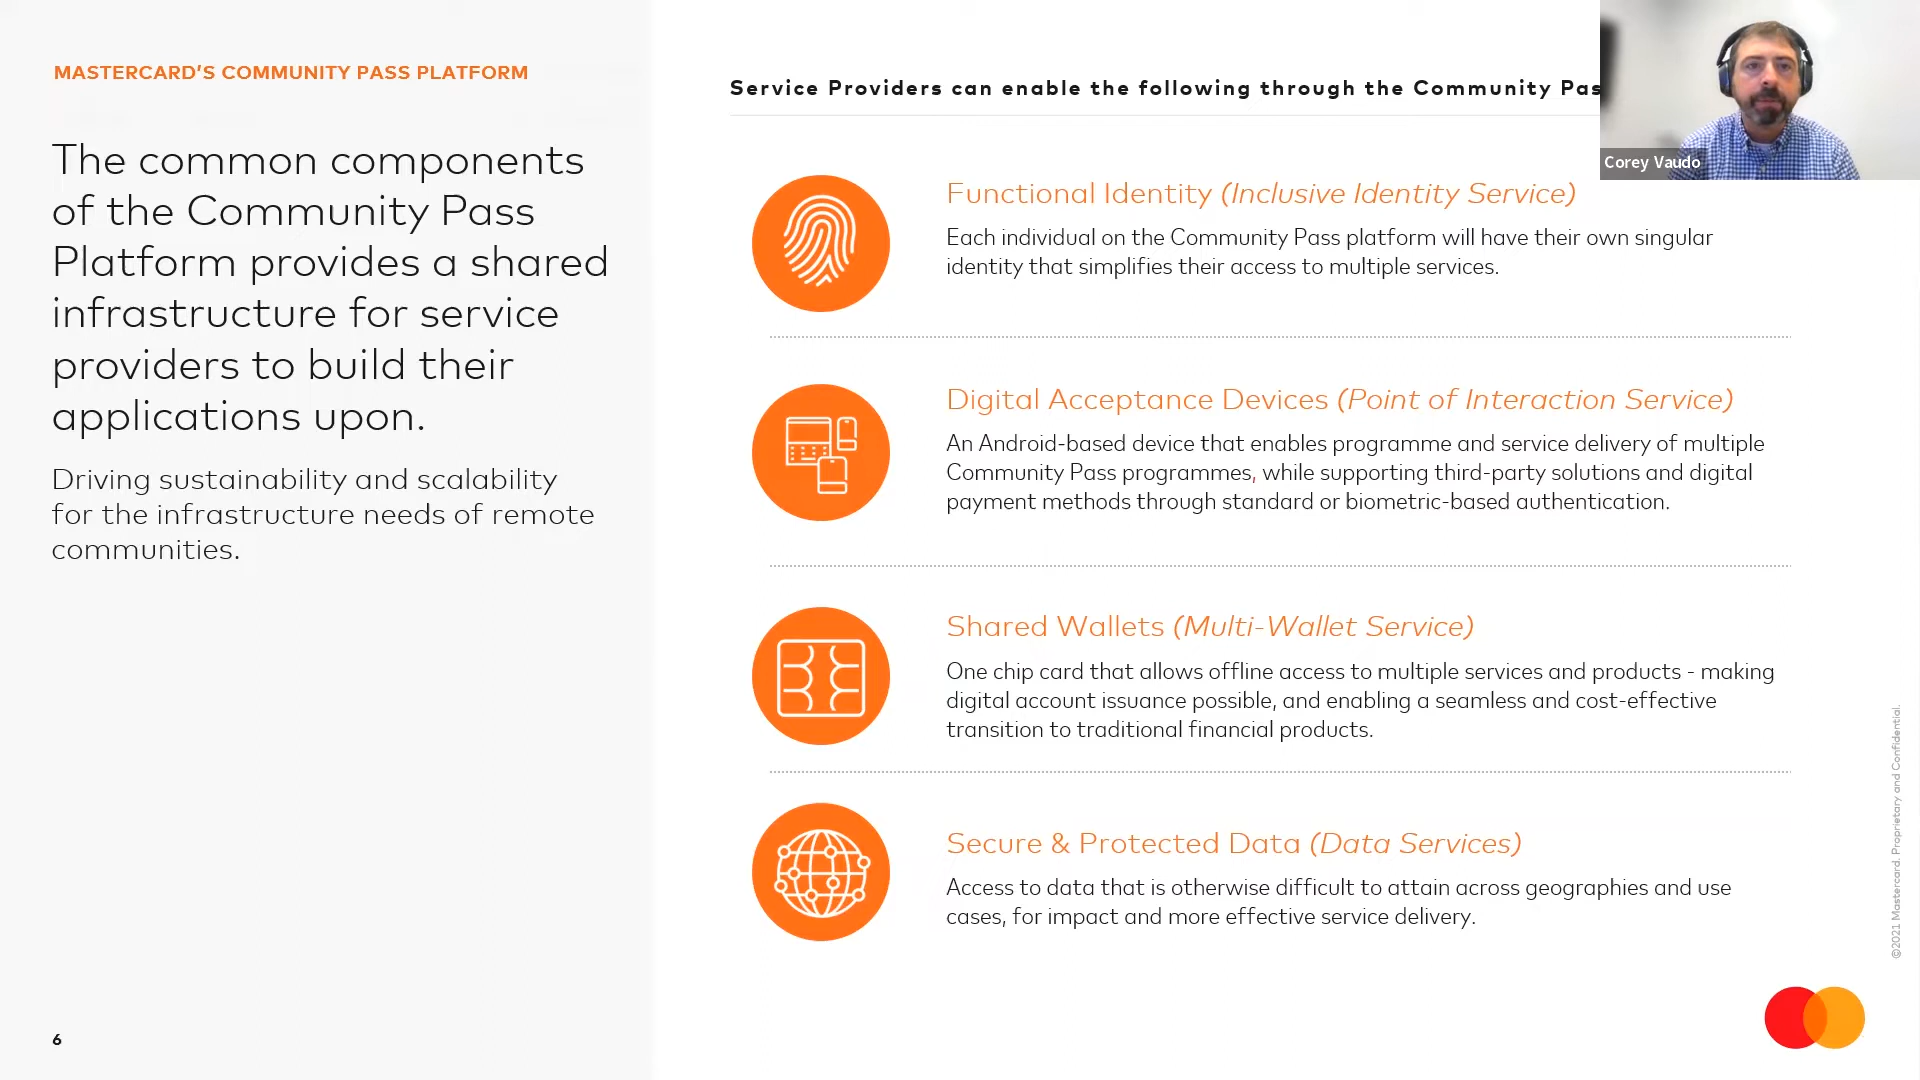 MASTERCARD'S COMMUNITY PASS PLATFORM
The common components
of the Community Pass
Platform provides a shared
infrastructure for service
providers to build their
applications upon.
Driving sustainability and scalability
for the infrastructure needs of remote
communities.
6
Service Providers can enable the following through the Community Pas
Corey Vaudo
Functional Identity (Inclusive Identity Service)
Each individual on the Community Pass platform will have their own singular
identity that simplifies their access to multiple services.
Digital Acceptance Devices (Point of Interaction Service)
An Android-based device that enables programme and service delivery of multiple
Community Pass programmes, while supporting third-party solutions and digital
payment methods through standard or biometric-based authentication.
Shared Wallets (Multi-Wallet Service)
One chip card that allows offline access to multiple services and products - making
digital account issuance possible, and enabling a seamless and cost-effective
transition to traditional financial products.
Secure & Protected Data (Data Services)
Access to data that is otherwise difficult to attain across geographies and use
cases, for impact and more effective service delivery.
©2021 Mastercard. Proprietary and Confidential.